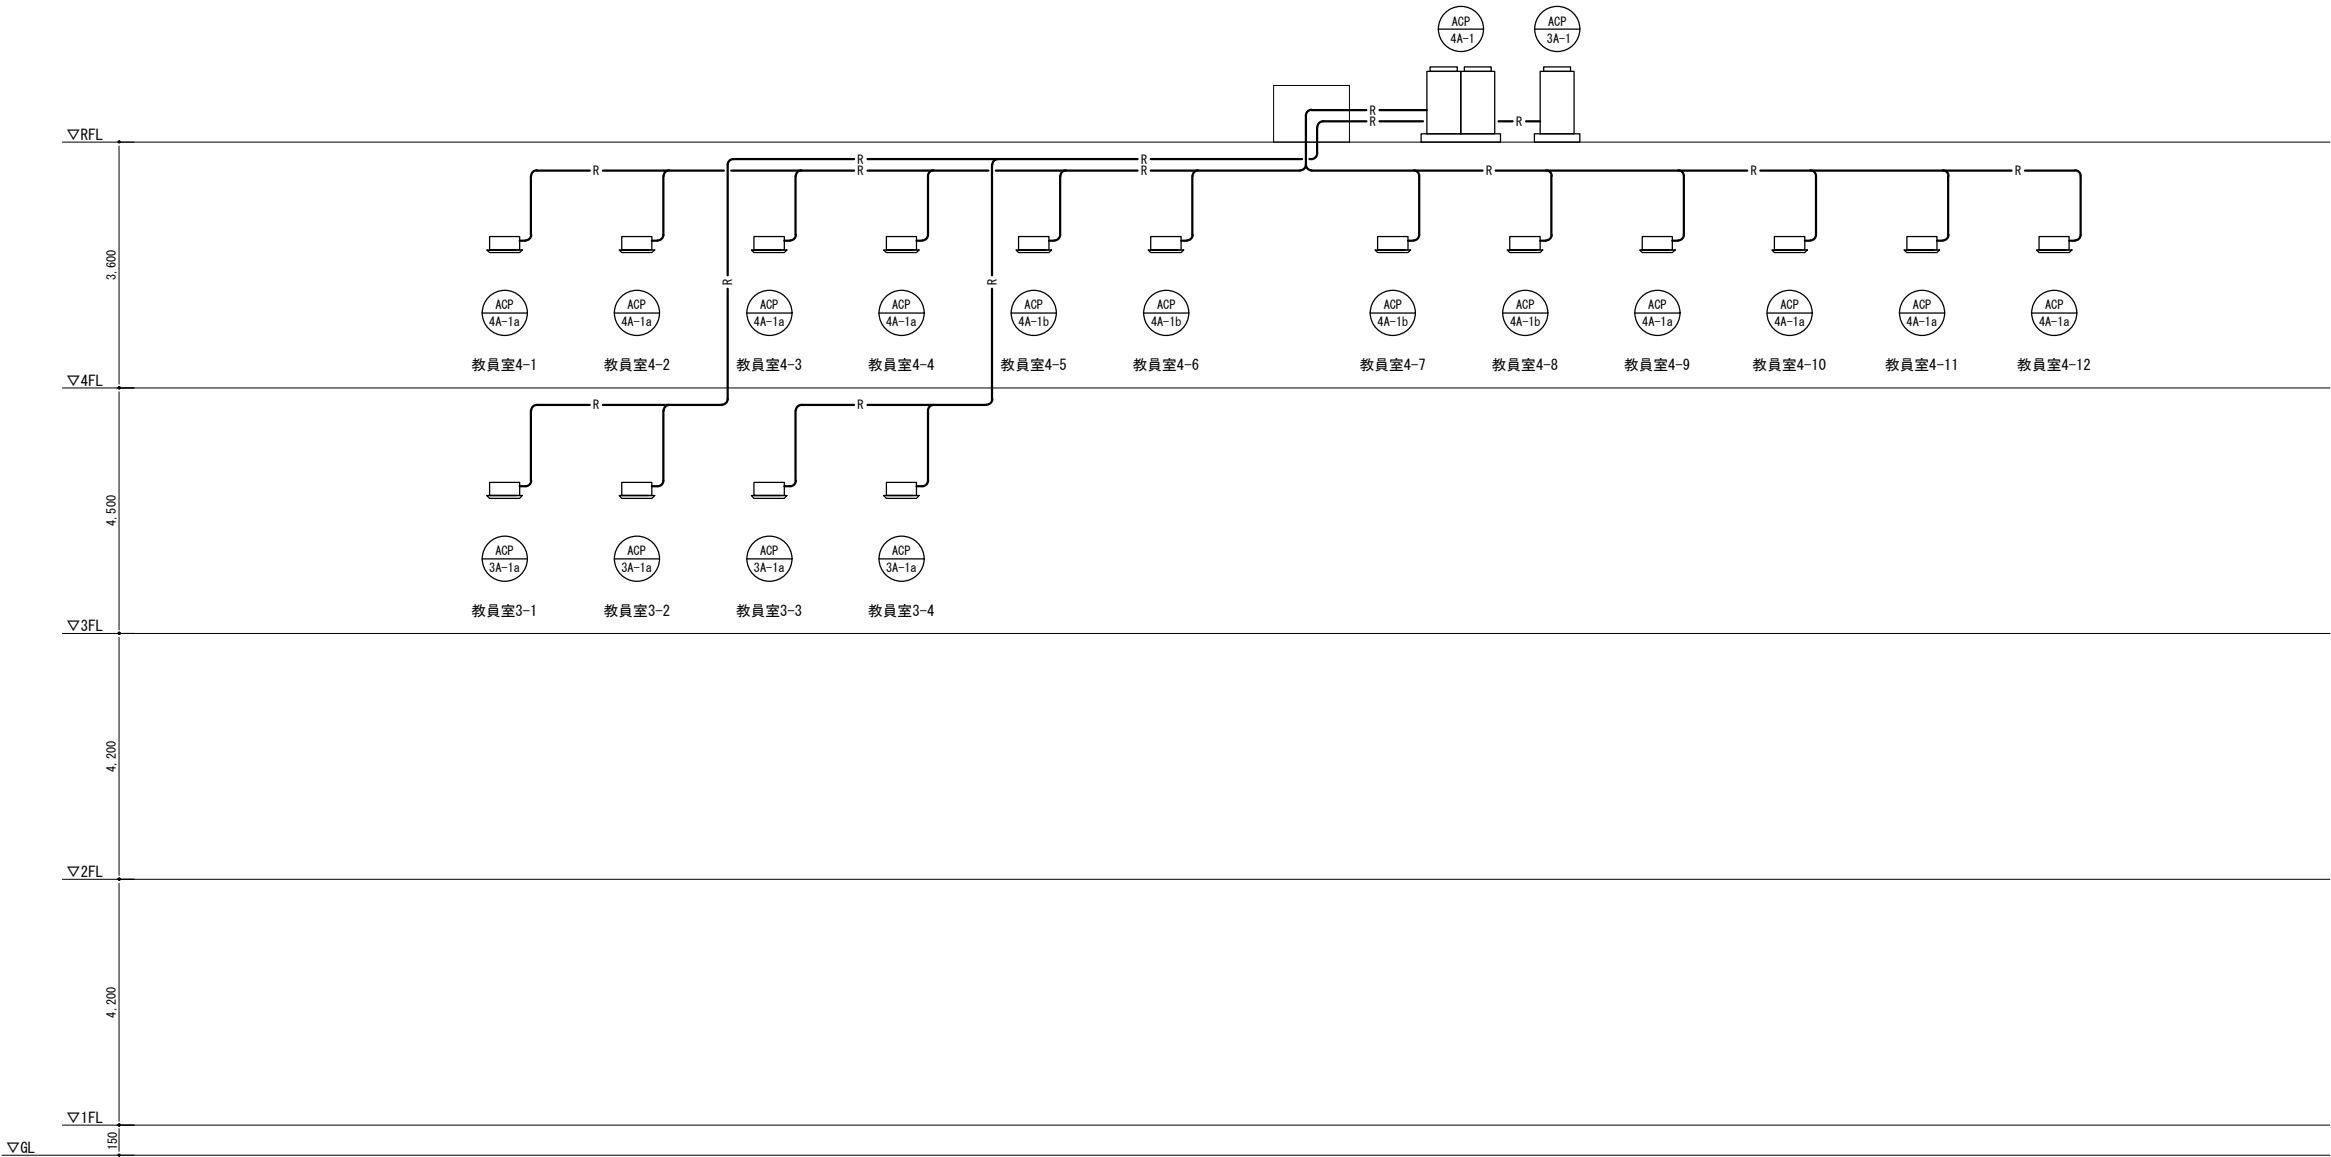 ACP
4A-1
ACP
3A-1
R
R
R
▽RFL
R
R
R
R
R
R
R
R
3,600
R
R
ACP
4A-1a
ACP
4A-1a
ACP
4A-1a
ACP
4A-1a
ACP
4A-1b
ACP
4A-1b
ACP
4A-1b
ACP
4A-1b
ACP
4A-1a
ACP
4A-1a
ACP
4A-1a
ACP
4A-1a
教員室4-1
教員室4-2
教員室4-3
教員室4-4
教員室4-5
教員室4-6
教員室4-7
教員室4-8
教員室4-9
教員室4-10
教員室4-11
教員室4-12
▽4FL
R
R
4,500
ACP
3A-1a
ACP
3A-1a
ACP
3A-1a
ACP
3A-1a
教員室3-1
教員室3-2
教員室3-3
教員室3-4
▽3FL
4,200
▽2FL
4,200
▽1FL
150
▽GL